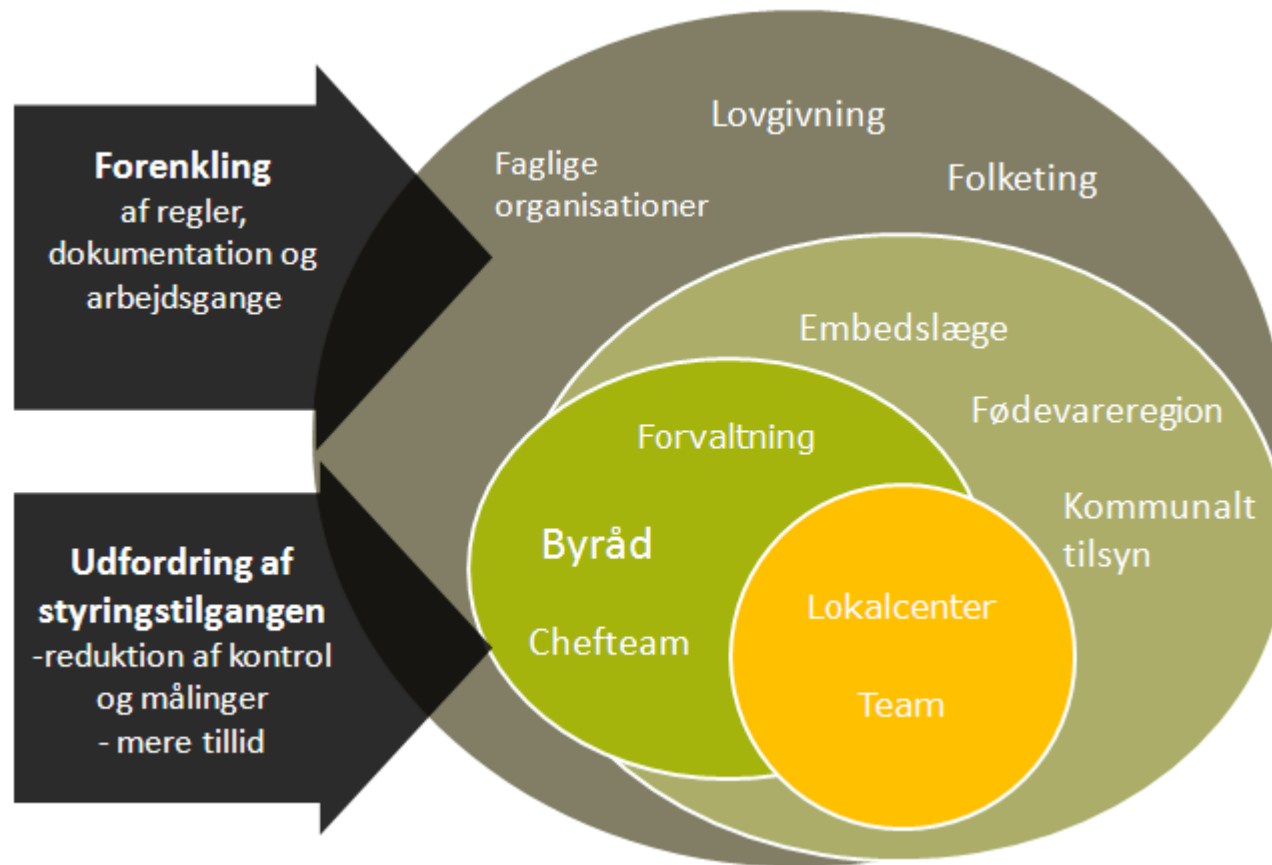 Forenkling
af regler,
dokumentation og
arbejdsgange
Udfordring af
styringstilgangen
-reduktion af kontrol
og målinger
- mere tillid
Lovgivning
Faglige
organisationer
Folketing
Embedslæge
Fødevareregion
Kommunalt
tilsyn
Forvaltning
Byråd
Chefteam
Lokalcenter
Team